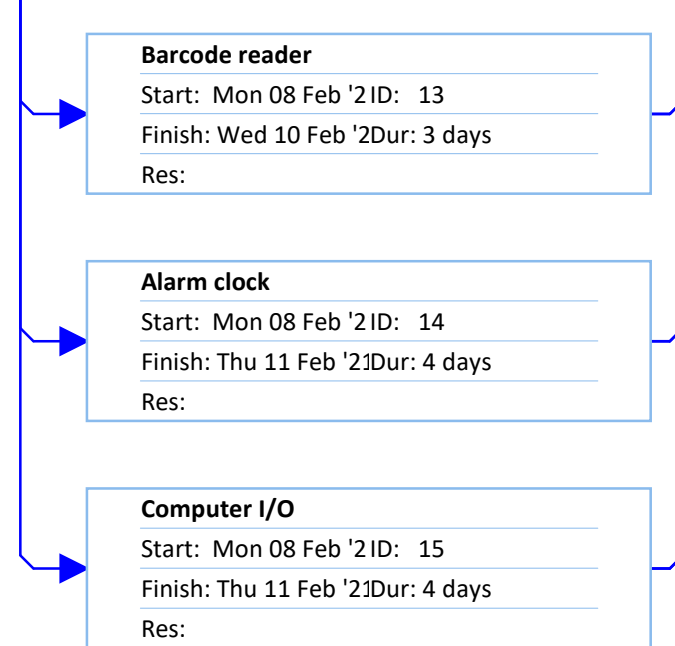 Barcode reader
Start: Mon 08 Feb '2 ID: 13
Finish: Wed 10 Feb '2 Dur: 3 days
Res:
Alarm clock
Start: Mon 08 Feb '2 ID: 14
Finish: Thu 11 Feb '21 Dur: 4 days
Res:
Computer I/O
Start: Mon 08 Feb '2 ID: 15
Finish: Thu 11 Feb '21 Dur: 4 days
Res: